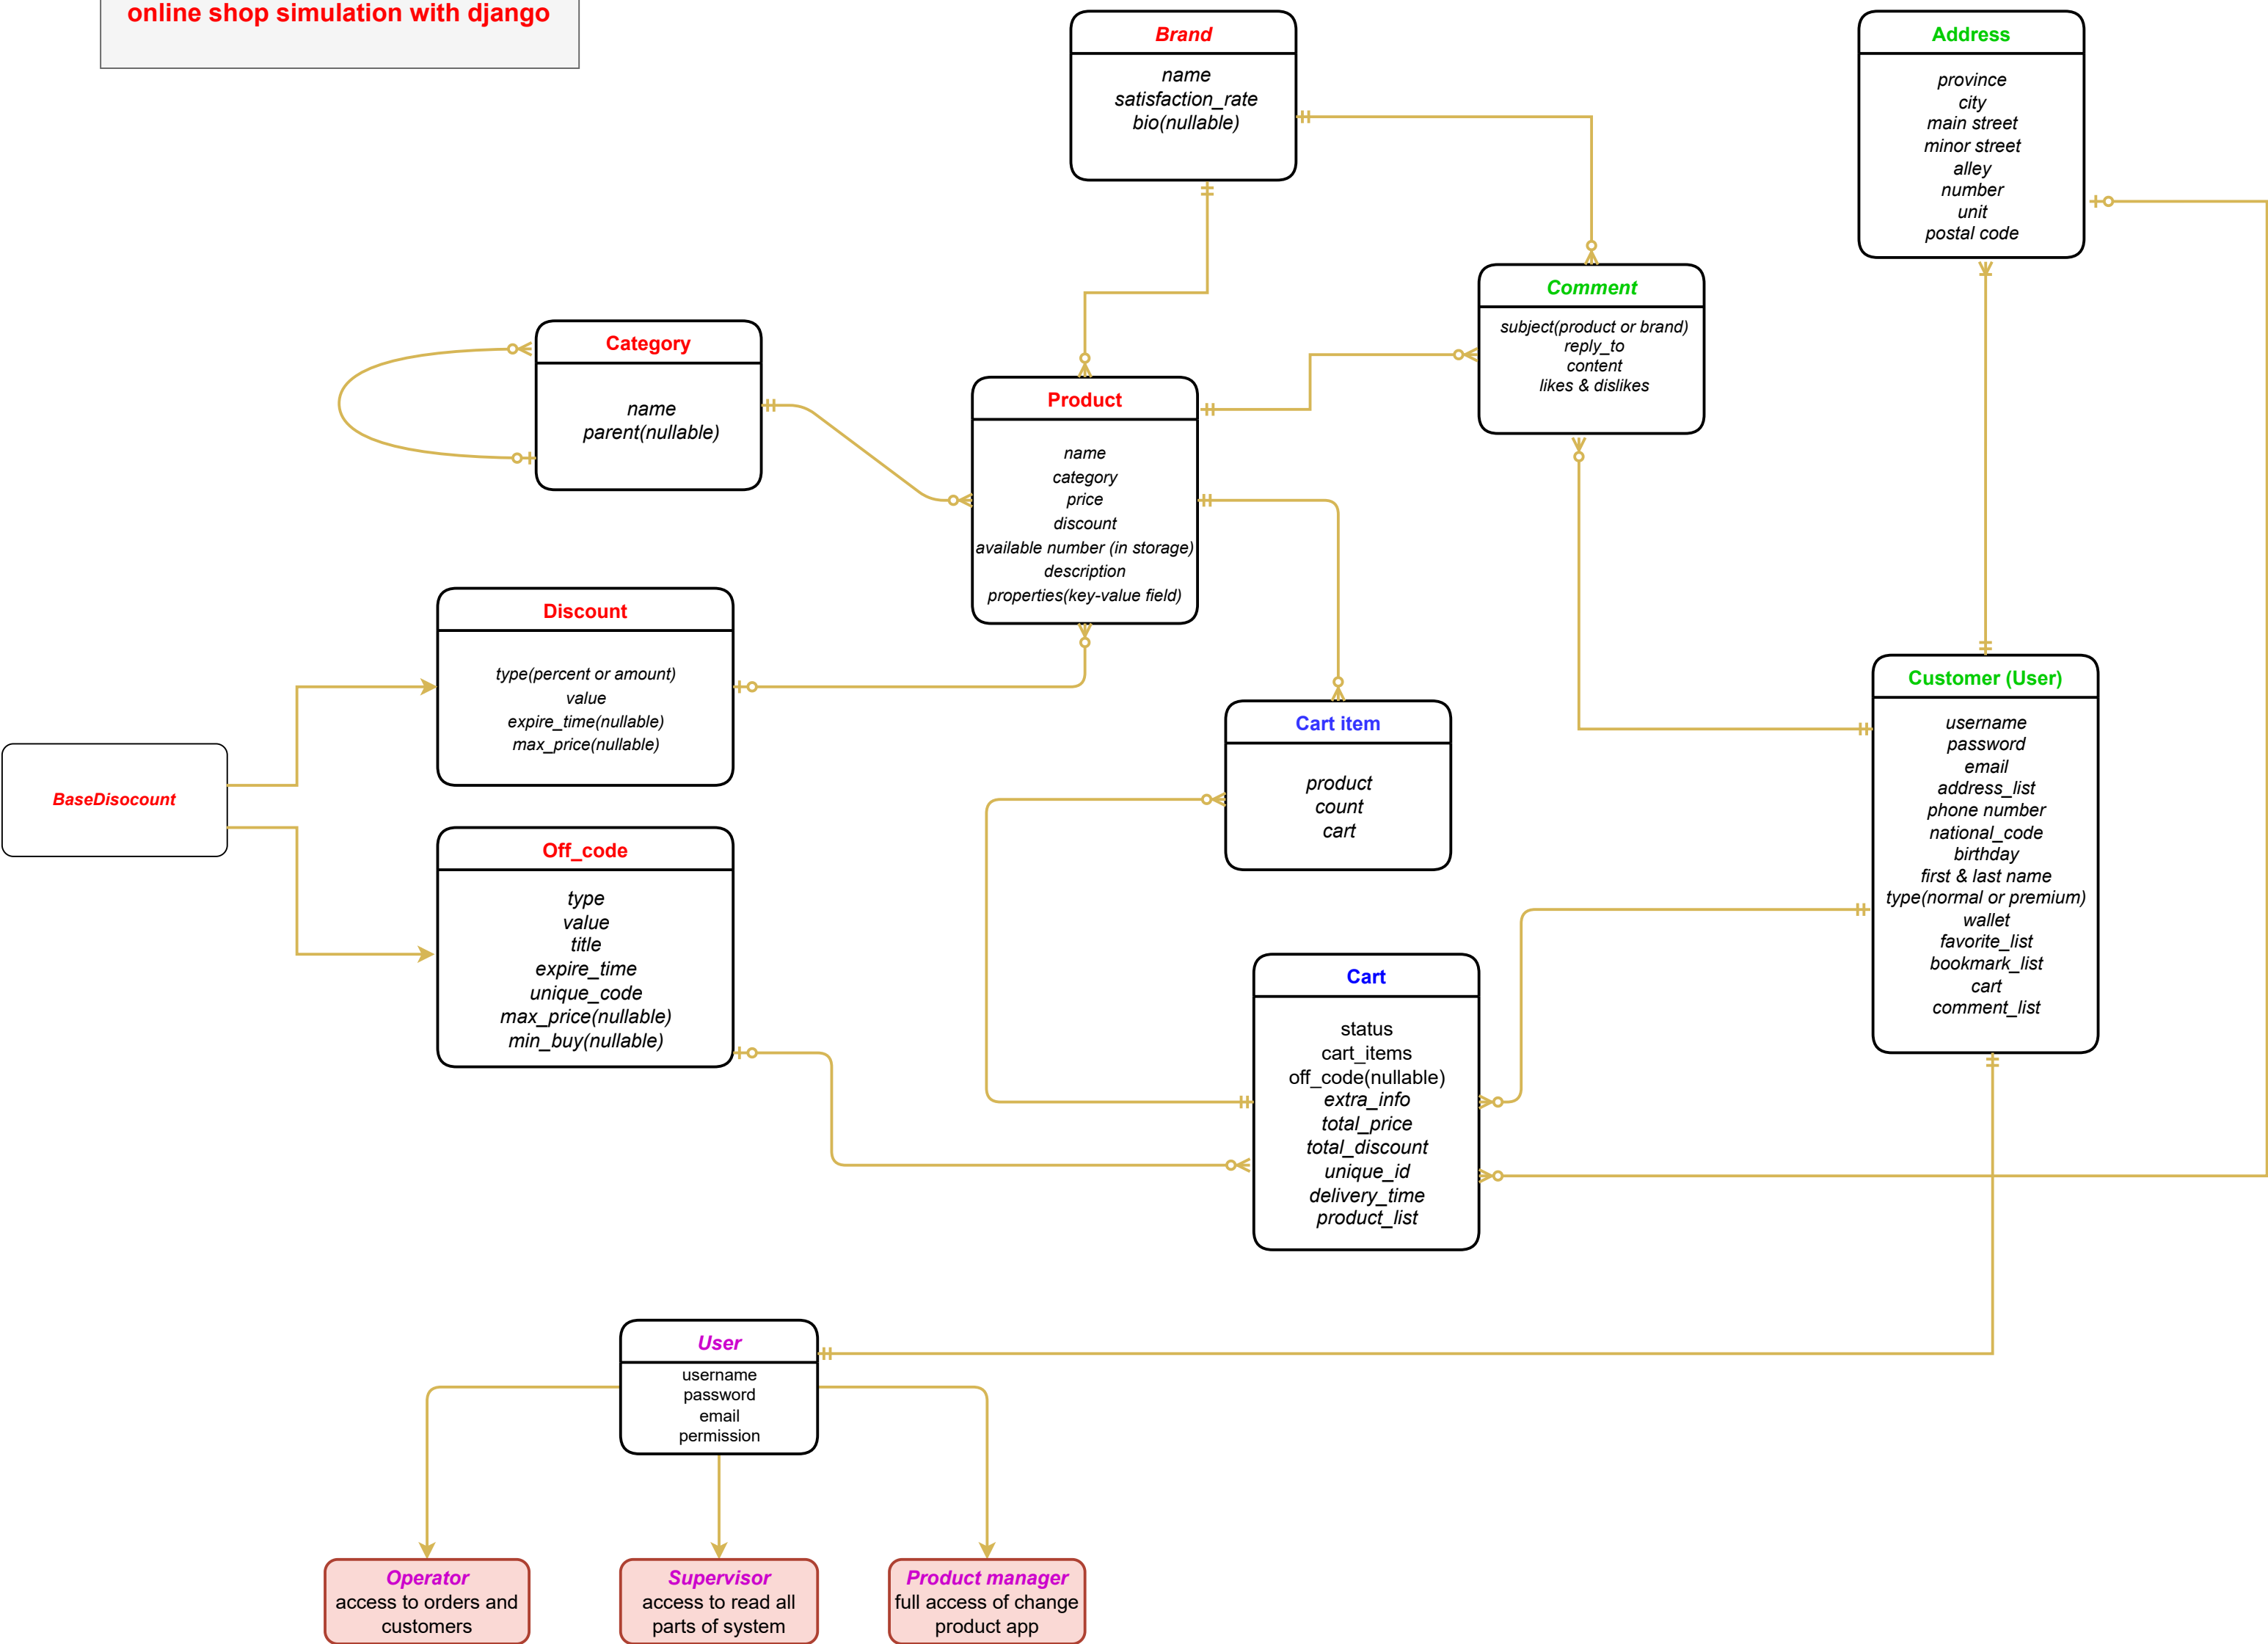 online shop simulation with django
Brand
name
satisfaction_rate
bio(nullable)
Address
province
city
main street
minor street
alley
number
unit
postal code
Comment
subject(product or brand)
reply_to
content
likes & dislikes
Category
name
parent(nullable)
Product
name
category
price
discount
available number (in storage)
description
properties(key-value field)
Discount
type(percent or amount)
value
expire_time(nullable)
max_price(nullable)
BaseDisocount
Off_code
type
value
title
expire_time
unique_code
max_price(nullable)
min_buy(nullable)
Cart item
product
count
cart
Customer (User)
username
password
email
address_list
phone number
national_code
birthday
first & last name
type(normal or premium)
wallet
favorite_list
bookmark_list
cart
comment_list
Cart
status
cart_items
off_code(nullable)
extra_info
total_price
total_discount
unique_id
delivery_time
product_list
User
username
password
email
permission
Operator
access to orders and
customers
Supervisor
access to read all
parts of system
Product manager
full access of change
product app